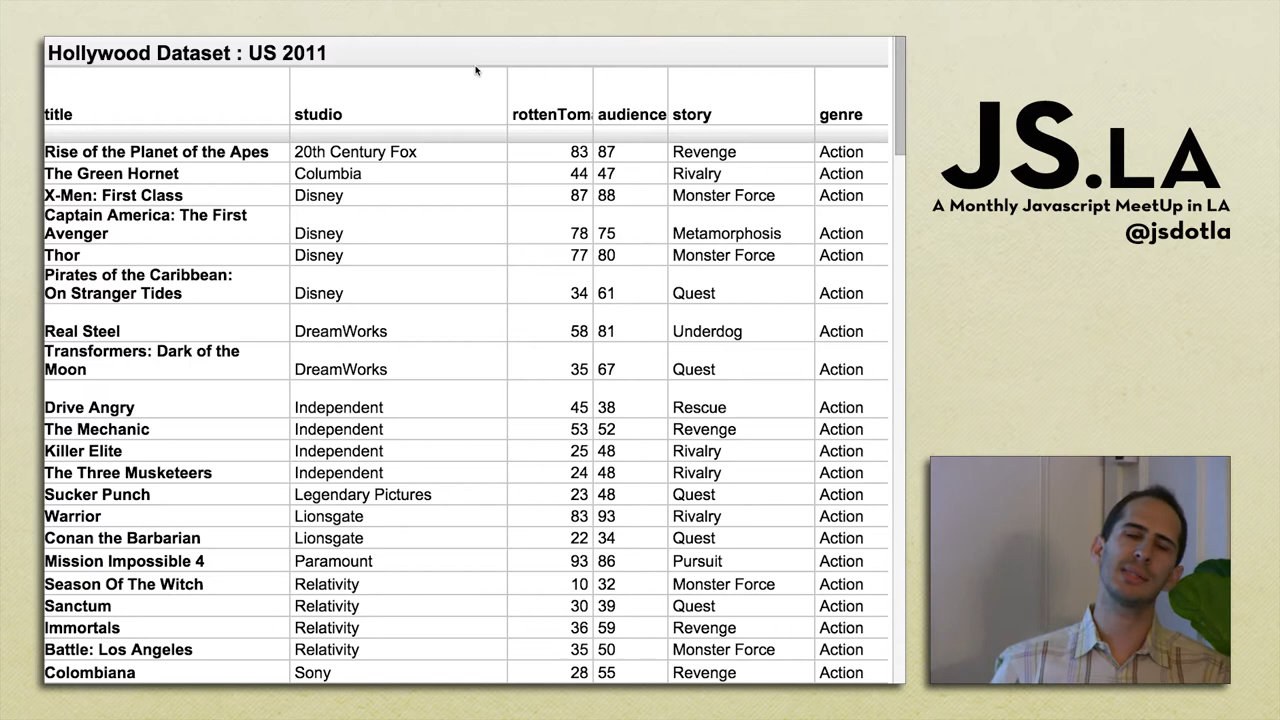 Hollywood Dataset : US 2011
title studio rottenTom audience story genre
Rise of the Planet of the Apes 20th Century Fox 83 87 Revenge Action
The Green Hornet Columbia 44 47 Rivalry Action
X-Men: First Class Disney 87 88 Monster Force Action
Captain America: The First
Avenger Disney 78 75 Metamorphosis Action
Thor Disney 77 80 Monster Force Action
Pirates of the Caribbean:
On Stranger Tides Disney 34 61 Quest Action
Real Steel DreamWorks 58 81 Underdog Action
Transformers: Dark of the
Moon DreamWorks 35 67 Quest Action
Drive Angry Independent 45 38 Rescue Action
The Mechanic Independent 53 52 Revenge Action
Killer Elite Independent 25 48 Rivalry Action
The Three Musketeers Independent 24 48 Rivalry Action
Sucker Punch Legendary Pictures 23 48 Quest Action
Warrior Lionsgate 83 93 Rivalry Action
Conan the Barbarian Lionsgate 22 34 Quest Action
Mission Impossible 4 Paramount 93 86 Pursuit Action
Season Of The Witch Relativity 10 32 Monster Force Action
Sanctum Relativity 30 39 Quest Action
Immortals Relativity 36 59 Revenge Action
Battle: Los Angeles Relativity 35 50 Monster Force Action
Colombiana Sony 28 55 Revenge Action
JS.LA
A Monthly Javascript MeetUp in LA
@jsdotla